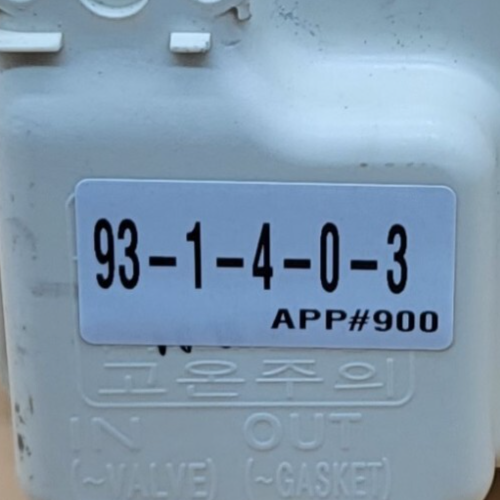 93-1-4-0-3
APP#900
고온주의
IN OUT
(~VALVE) (~GASKET)